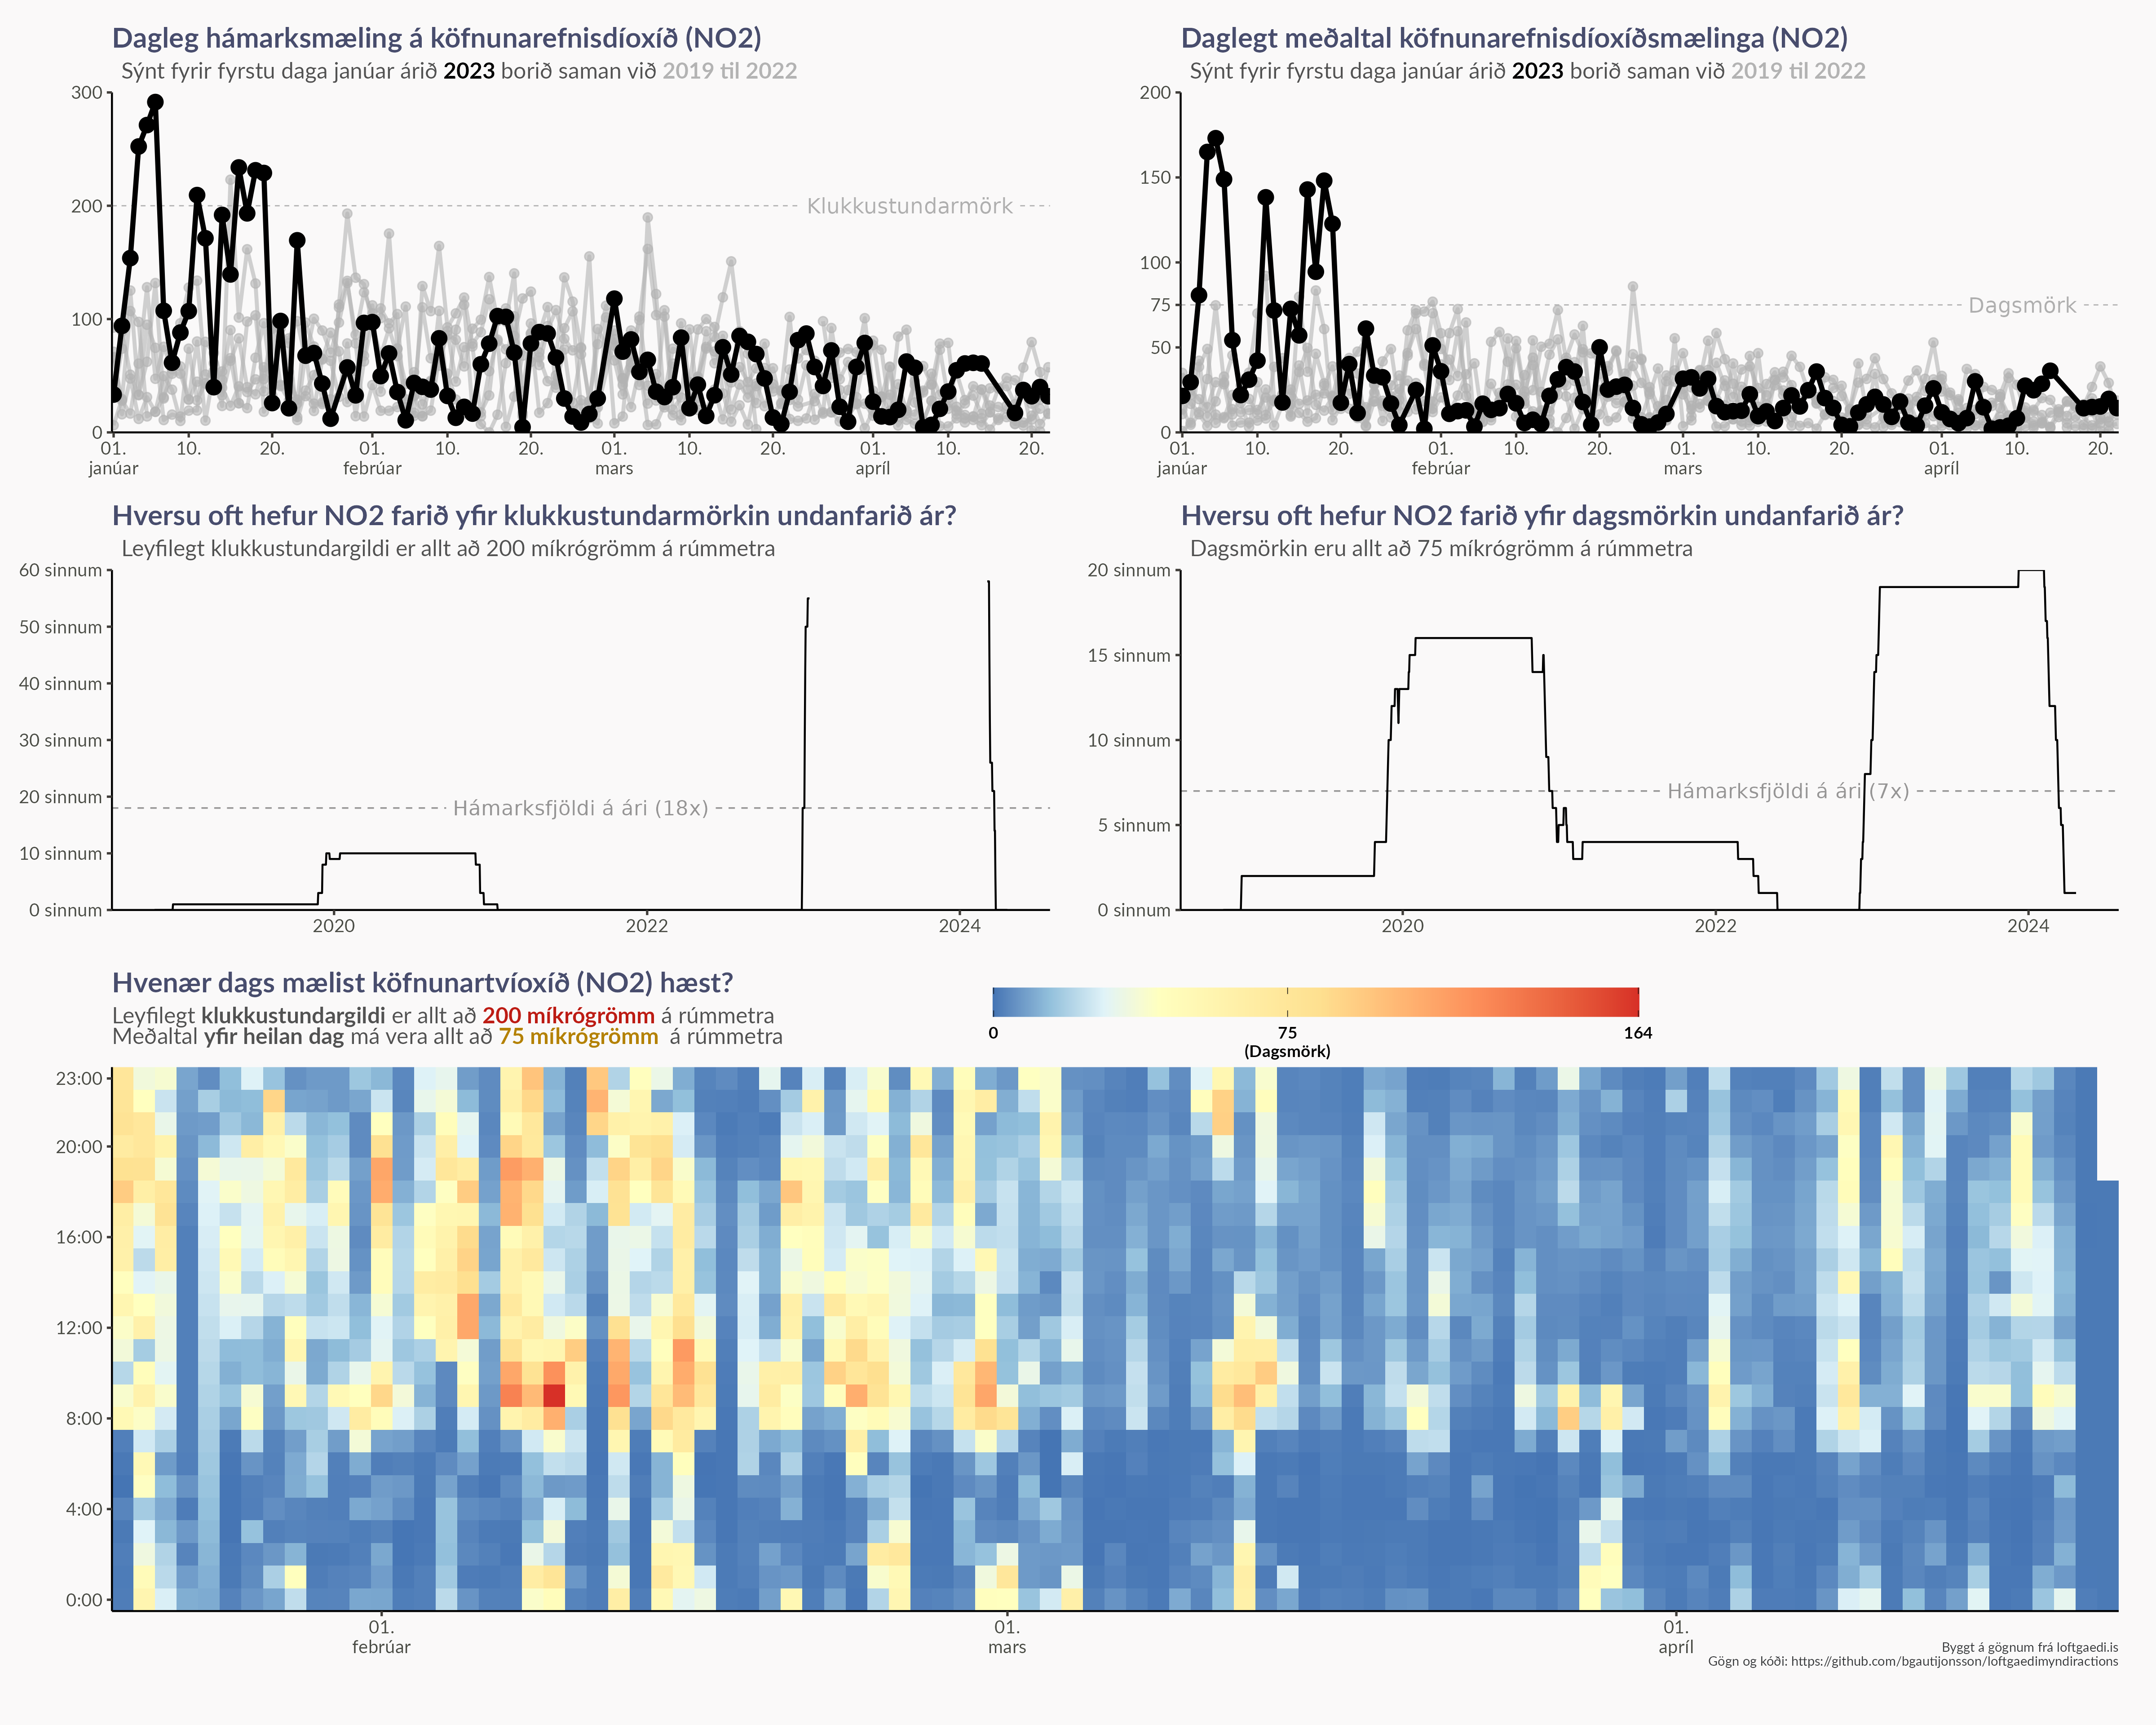 Dagleg hámarksmæling á köfnunarefnisdíoxíð (NO2)
Sýnt fyrir fyrstu daga janúar árið 2023 borið saman við 2019 til 2022
300
200
100
0
Klukkustundarmörk
01. 10. 20. 01. 10. 20. 01. 10. 20. 01. 10. 20.
janúar febrúar mars apríl
Daglegt meðaltal köfnunarefnisdíoxíðsmælinga (NO2)
Sýnt fyrir fyrstu daga janúar árið 2023 borið saman við 2019 til 2022
200
150
100
75
50
0
Dagsmörk
01. 10. 20. 01. 10. 20. 01. 10. 20. 01. 10. 20.
janúar febrúar mars apríl
Hversu oft hefur NO2 farið yfir klukkustundarmörkin undanfarið ár?
Leyfilegt klukkustundargildi er allt að 200 míkrógrömm á rúmmetra
60 sinnum
50 sinnum
40 sinnum
30 sinnum
20 sinnum
10 sinnum
0 sinnum
Hámarksfjöldi á ári (18x)
2020 2022 2024
Hversu oft hefur NO2 farið yfir dagsmörkin undanfarið ár?
Dagsmörkin eru allt að 75 míkrógrömm á rúmmetra
20 sinnum
15 sinnum
10 sinnum
5 sinnum
0 sinnum
Hámarksfjöldi á ári (7x)
2020 2022 2024
Hvenær dags mælist köfnunartvíoxíð (NO2) hæst?
Leyfilegt klukkustundargildi er allt að 200 míkrógrömm á rúmmetra
Meðaltal yfir heilan dag má vera allt að 75 míkrógrömm á rúmmetra
0 75 164
(Dagsmörk)
23:00
20:00
16:00
12:00
8:00
4:00
0:00
01. 01. 01.
febrúar mars apríl
Byggt á gögnum frá loftgaedi.is
Gögn og kóði: https://github.com/bgautijonsson/loftgaedimyndiractions